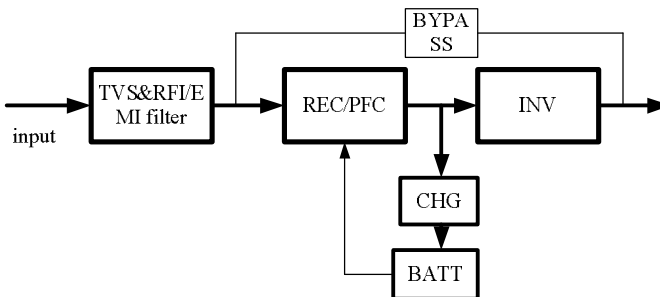 BYPA
SS
TVS&RFI/E
MI filter
REC/PFC
INV
input
CHG
BATT